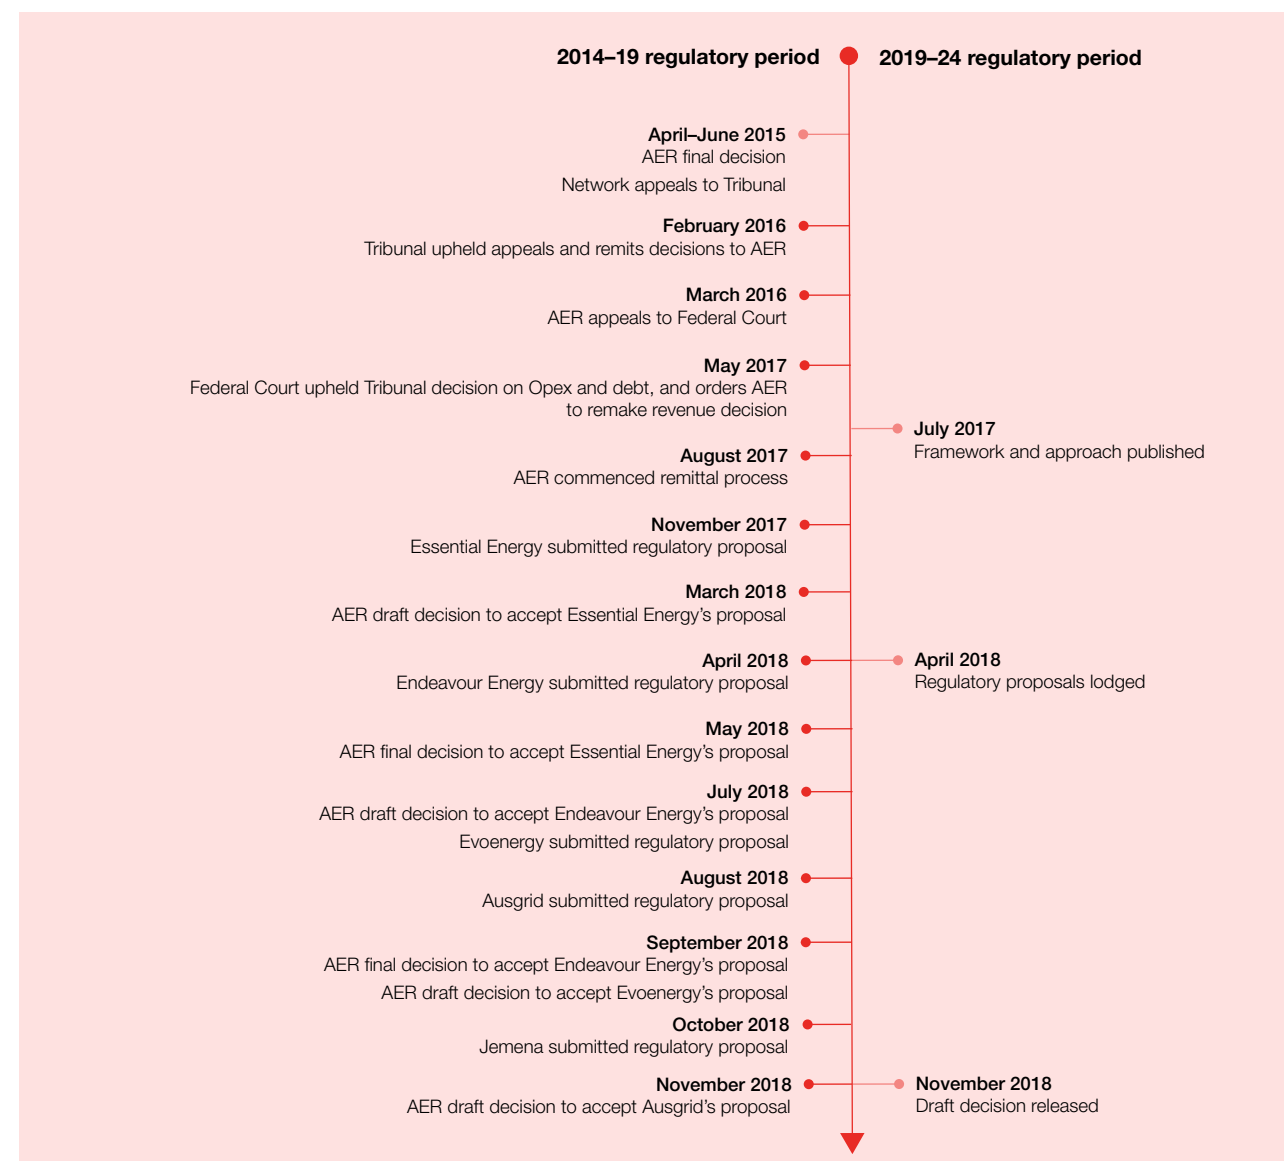 2014–19 regulatory period
2019–24 regulatory period
April–June 2015
AER final decision
Network appeals to Tribunal
February 2016
Tribunal upheld appeals and remits decisions to AER
March 2016
AER appeals to Federal Court
May 2017
Federal Court upheld Tribunal decision on Opex and debt, and orders AER
to remake revenue decision
July 2017
Framework and approach published
August 2017
AER commenced remittal process
November 2017
Essential Energy submitted regulatory proposal
March 2018
AER draft decision to accept Essential Energy’s proposal
April 2018
Endeavour Energy submitted regulatory proposal
April 2018
Regulatory proposals lodged
May 2018
AER final decision to accept Essential Energy’s proposal
July 2018
AER draft decision to accept Endeavour Energy’s proposal
Evoenergy submitted regulatory proposal
August 2018
Ausgrid submitted regulatory proposal
September 2018
AER final decision to accept Endeavour Energy’s proposal
AER draft decision to accept Evoenergy’s proposal
October 2018
Jemena submitted regulatory proposal
November 2018
AER draft decision to accept Ausgrid’s proposal
November 2018
Draft decision released